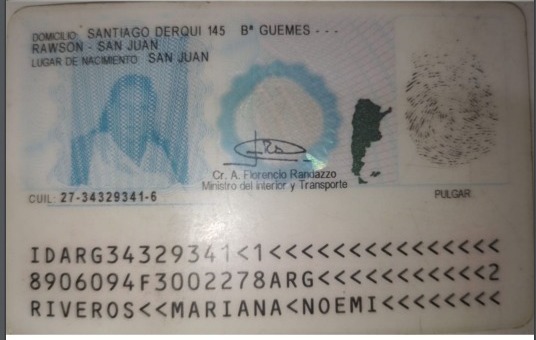 DOMICILIO: SANTIAGO DERQUI 145 Bº GUEMES - - -
RAWSON - SAN JUAN
LUGAR DE NACIMIENTO: SAN JUAN
Cr. A. Florencio Randazzo
Ministro del Interior y Transporte
CUIL: 27-34329341-6
PULGAR
IDARG34329341<1<<<<<<<<<<<<<<<
8906094F3002278ARG<<<<<<<<<<<2
RIVEROS<<MARIANA<NOEMI<<<<<<<<